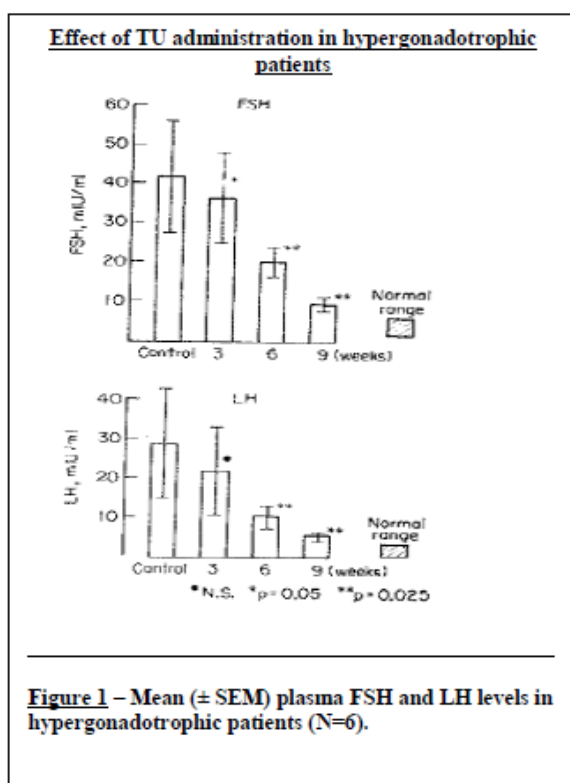 Effect of TU administration in hypergonadotrophic
patients
FSH
60
50
40
30
20
10
FSH, mIU/ml
*
**
**
Normal
range
Control 3 6 9 (weeks)
LH
40
30
20
10
LH, mIU/ml
•
**
**
Normal
range
Control 3 6 9 (weeks)
•N.S. *p=0.05 **p=0.025
Figure 1 – Mean (± SEM) plasma FSH and LH levels in
hypergonadotrophic patients (N=6).